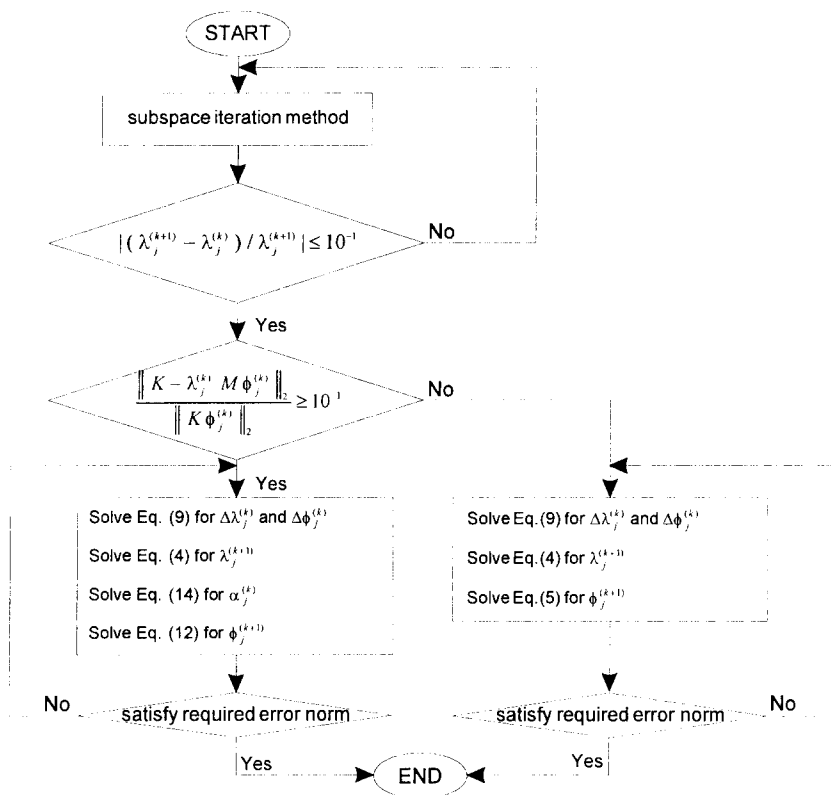 START
subspace iteration method
| ( λ_j^{(k+1)} − λ_j^{(k)} ) / λ_j^{(k+1)} | ≤ 10^{-1}
No
Yes
‖ K − λ_j^{(k)} M ϕ_j^{(k)} ‖_2 / ‖ K ϕ_j^{(k)} ‖_2 ≥ 10^{-1}
No
Yes
Solve Eq. (9) for Δλ_j^{(k)} and Δϕ_j^{(k)}
Solve Eq. (4) for λ_j^{(k+1)}
Solve Eq. (14) for α_j^{(k)}
Solve Eq. (12) for ϕ_j^{(k+1)}
Solve Eq.(9) for Δλ_j^{(k)} and Δϕ_j^{(k)}
Solve Eq.(4) for λ_j^{(k+1)}
Solve Eq.(5) for ϕ_j^{(k+1)}
No
satisfy required error norm
satisfy required error norm
No
Yes
END
Yes